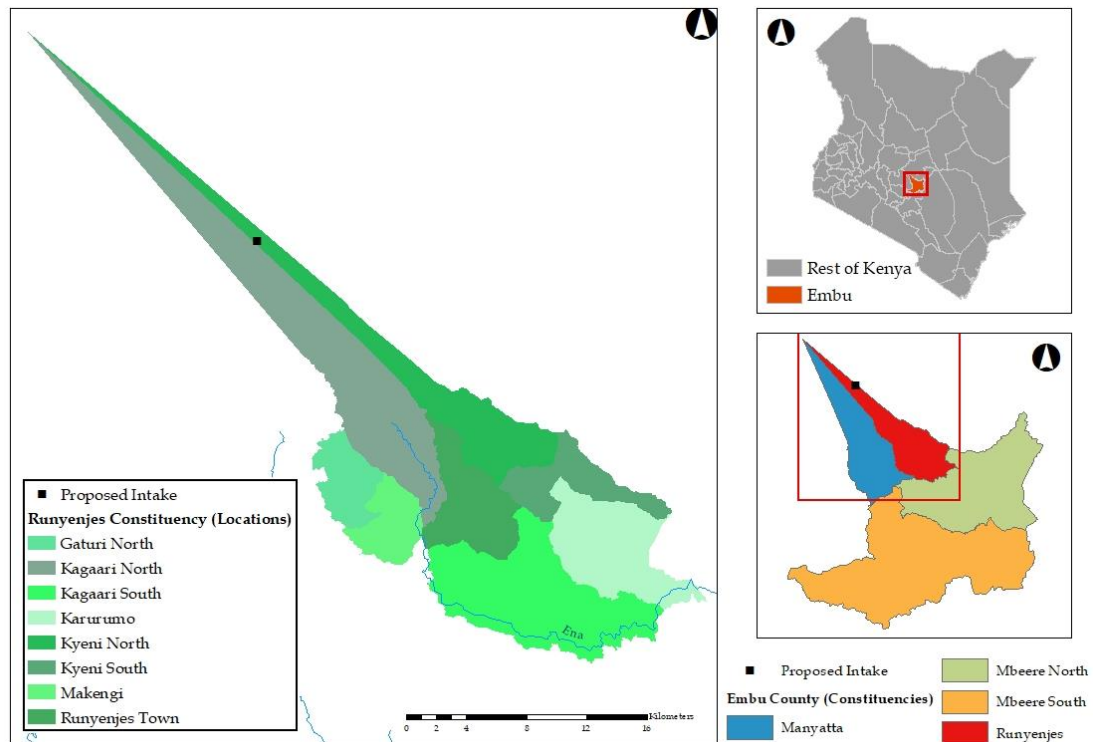 Proposed Intake
Runyenjes Constituency (Locations)
Gaturi North
Kagaari North
Kagaari South
Karurumo
Kyeni North
Kyeni South
Makengi
Runyenjes Town
Ena
Kilometers
0 2 4 8 12 16
Rest of Kenya
Embu
Proposed Intake
Embu County (Constituencies)
Manyatta
Mbeere North
Mbeere South
Runyenjes